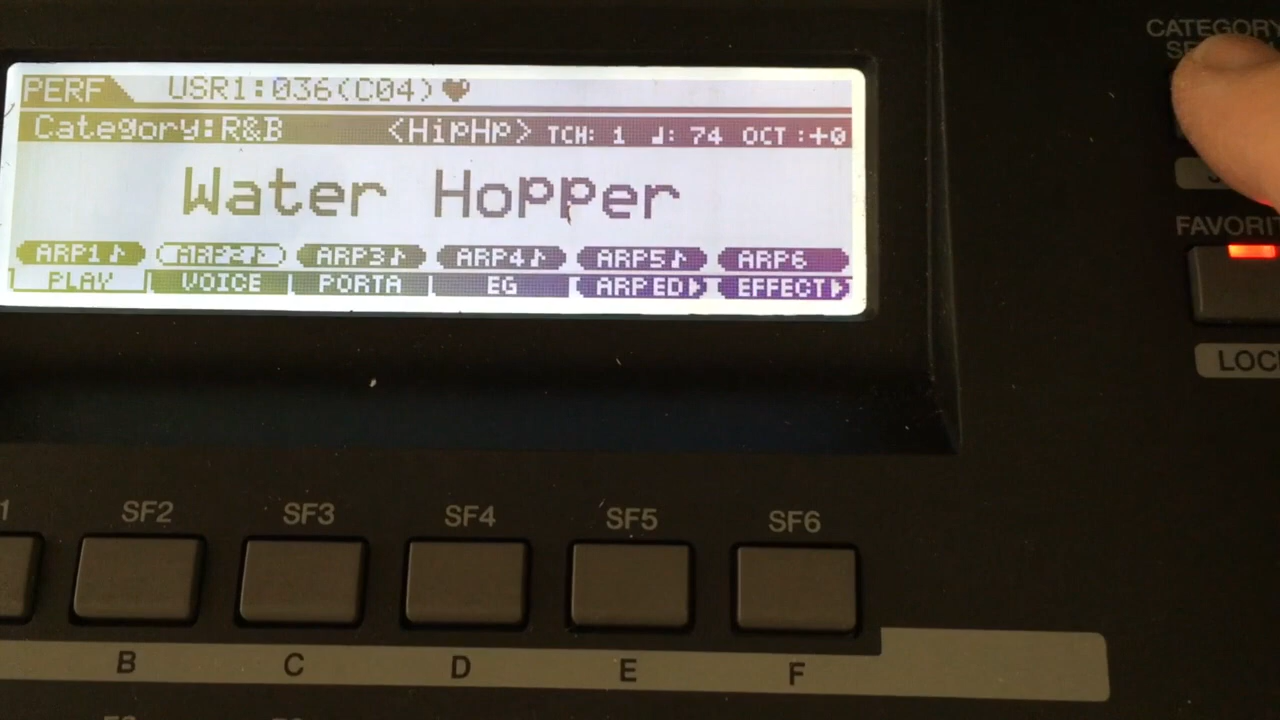 CATEGORY
PERF USR1:036(C04)
Category:R&B <HipHp> TCH: 1 ♩: 74 OCT :+0
Water Hopper
ARP1♪ ARP2♪ ARP3♪ ARP4♪ ARP5♪ ARP6
PLAY VOICE PORTA EG ARP ED EFFECT
FAVORI
LOC
1 SF2 SF3 SF4 SF5 SF6
B C D E F